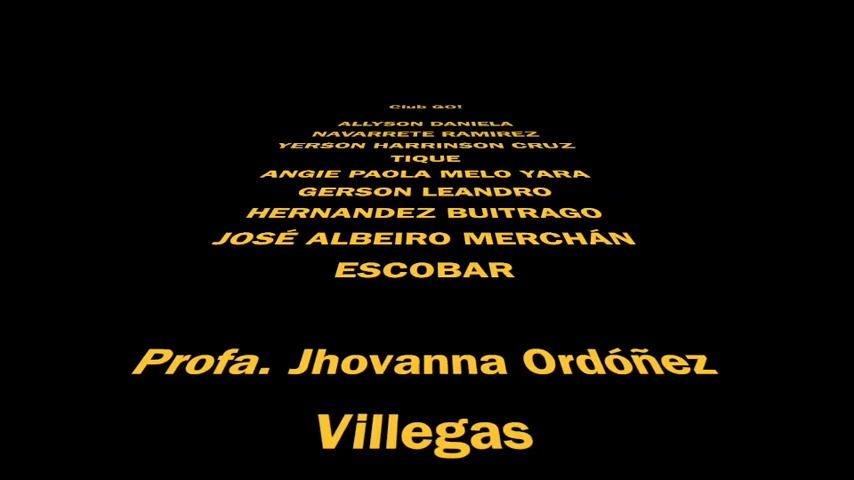 Club GO!
ALLYSON DANIELA
NAVARRETE RAMIREZ
YERSON HARRINSON CRUZ
TIQUE
ANGIE PAOLA MELO YARA
GERSON LEANDRO
HERNANDEZ BUITRAGO
JOSÉ ALBEIRO MERCHÁN
ESCOBAR
Profa. Jhovanna Ordóñez
Villegas